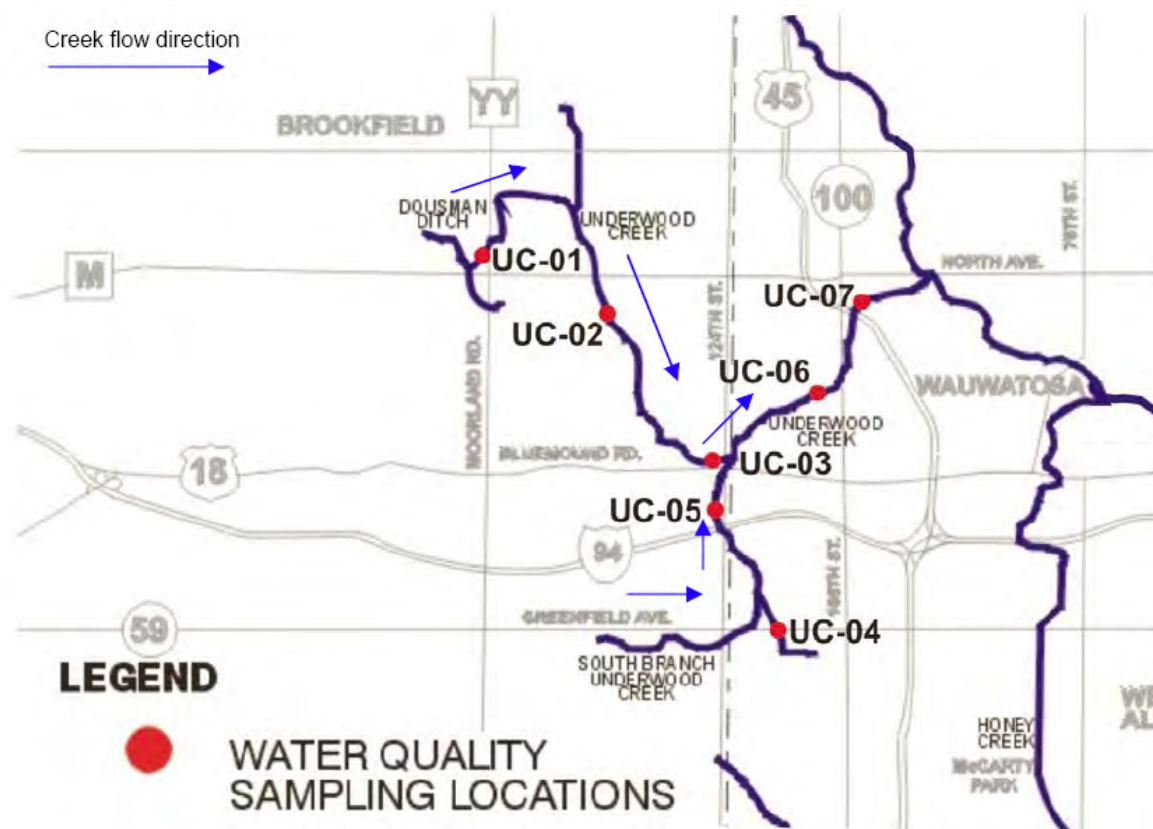 Creek flow direction
YY
45
BROOKFIELD
100
DOUSMAN
DITCH
UNDERWOOD
CREEK
76TH ST.
NORTH AVE.
UC-01
M
UC-07
UC-02
124TH ST.
MOORLAND RD.
UC-06
WAUWATOSA
UNDERWOOD
CREEK
BLUEMOUND RD.
UC-03
18
UC-05
94
108TH ST.
GREENFIELD AVE.
59
UC-04
LEGEND
SOUTH BRANCH
UNDERWOOD
CREEK
WE
AL
HONEY
CREEK
McCARTY
PARK
WATER QUALITY
SAMPLING LOCATIONS